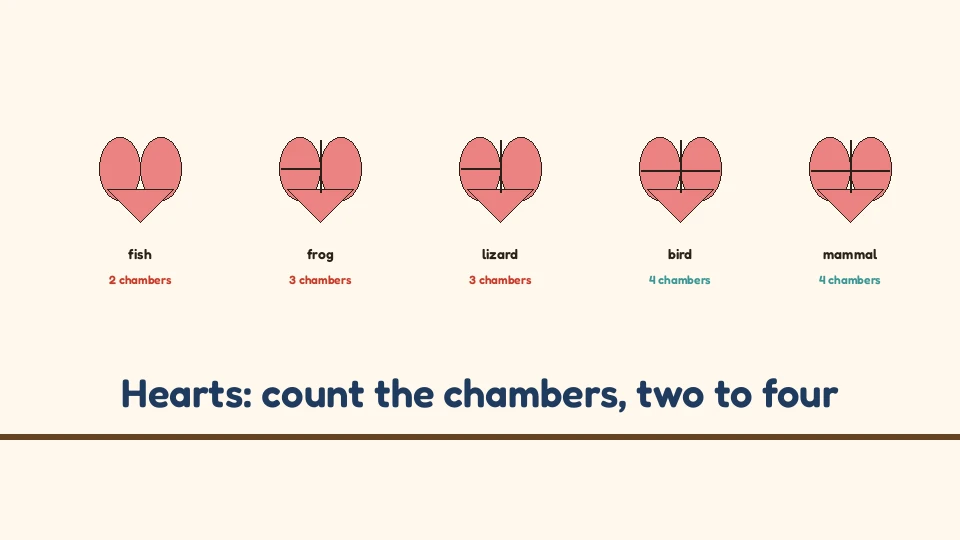 fish frog lizard bird mammal
2 chambers 3 chambers 3 chambers 4 chambers 4 chambers
Hearts: count the chambers, two to four